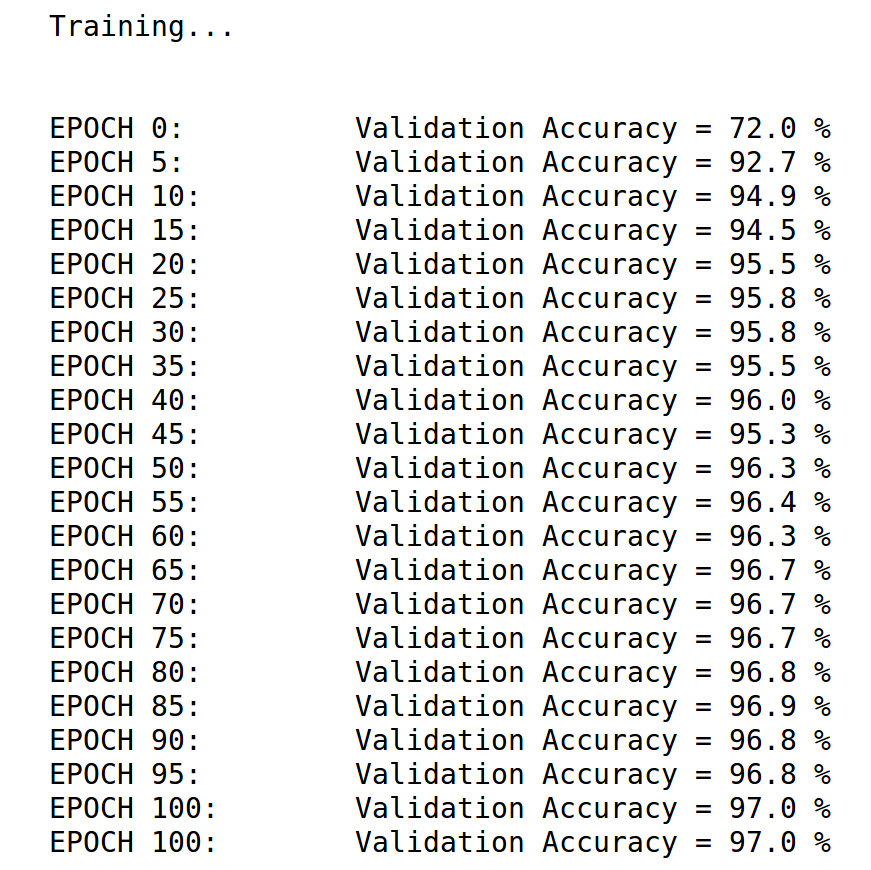 Training...
EPOCH 0: Validation Accuracy = 72.0 %
EPOCH 5: Validation Accuracy = 92.7 %
EPOCH 10: Validation Accuracy = 94.9 %
EPOCH 15: Validation Accuracy = 94.5 %
EPOCH 20: Validation Accuracy = 95.5 %
EPOCH 25: Validation Accuracy = 95.8 %
EPOCH 30: Validation Accuracy = 95.8 %
EPOCH 35: Validation Accuracy = 95.5 %
EPOCH 40: Validation Accuracy = 96.0 %
EPOCH 45: Validation Accuracy = 95.3 %
EPOCH 50: Validation Accuracy = 96.3 %
EPOCH 55: Validation Accuracy = 96.4 %
EPOCH 60: Validation Accuracy = 96.3 %
EPOCH 65: Validation Accuracy = 96.7 %
EPOCH 70: Validation Accuracy = 96.7 %
EPOCH 75: Validation Accuracy = 96.7 %
EPOCH 80: Validation Accuracy = 96.8 %
EPOCH 85: Validation Accuracy = 96.9 %
EPOCH 90: Validation Accuracy = 96.8 %
EPOCH 95: Validation Accuracy = 96.8 %
EPOCH 100: Validation Accuracy = 97.0 %
EPOCH 100: Validation Accuracy = 97.0 %